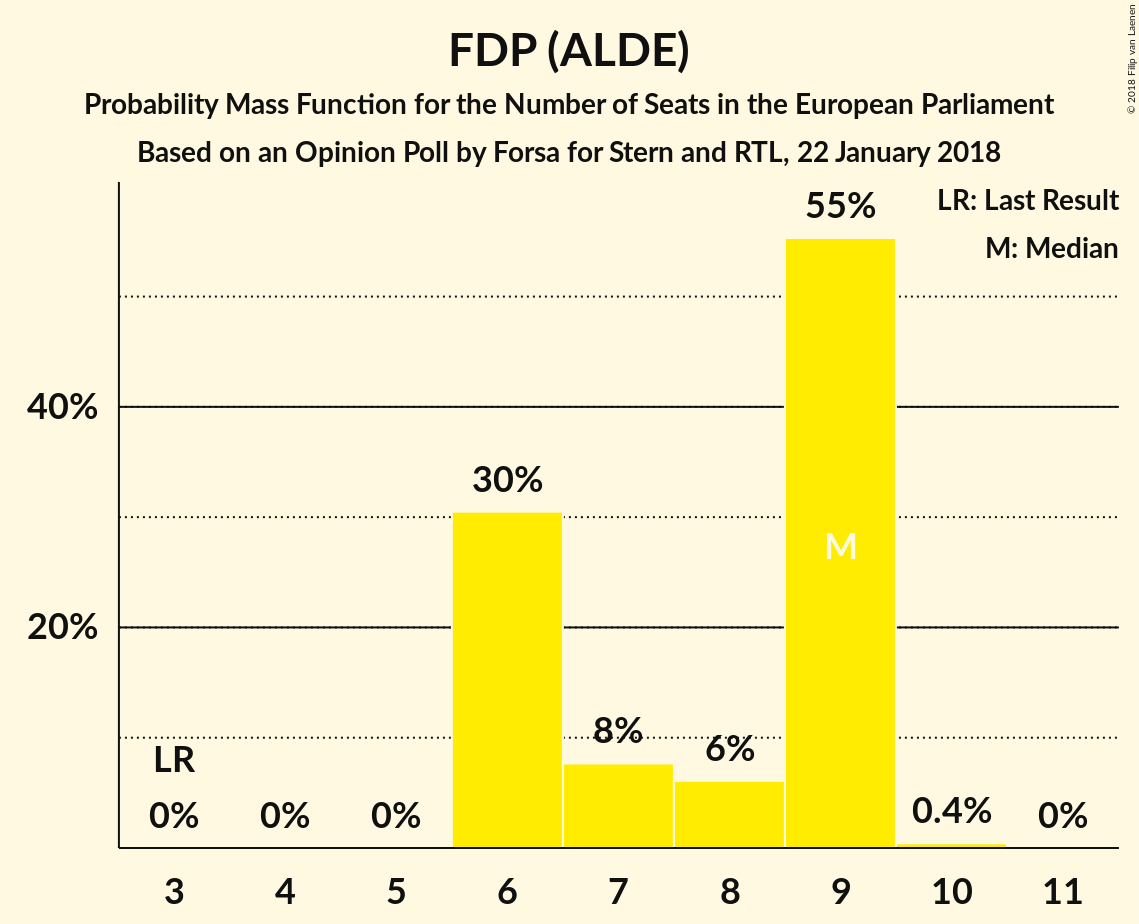 FDP (ALDE)
Probability Mass Function for the Number of Seats in the European Parliament
Based on an Opinion Poll by Forsa for Stern and RTL, 22 January 2018
© 2018 Filip van Laenen
LR: Last Result
M: Median
55%
40%
30%
M
20%
8%
6%
LR
0%
0%
0%
0.4%
0%
3 4 5 6 7 8 9 10 11